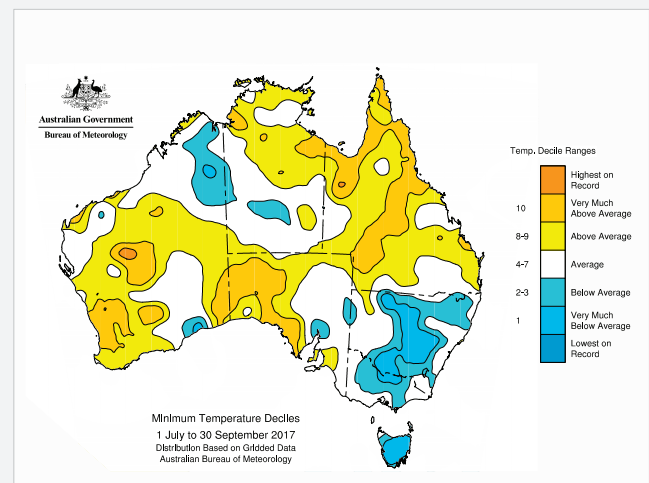 Australian Government
Bureau of Meteorology
Temp. Decile Ranges
Highest on
Record
10
Very Much
Above Average
8-9
Above Average
4-7
Average
2-3
Below Average
1
Very Much
Below Average
Lowest on
Record
Minimum Temperature Deciles
1 July to 30 September 2017
Distribution Based on Gridded Data
Australian Bureau of Meteorology